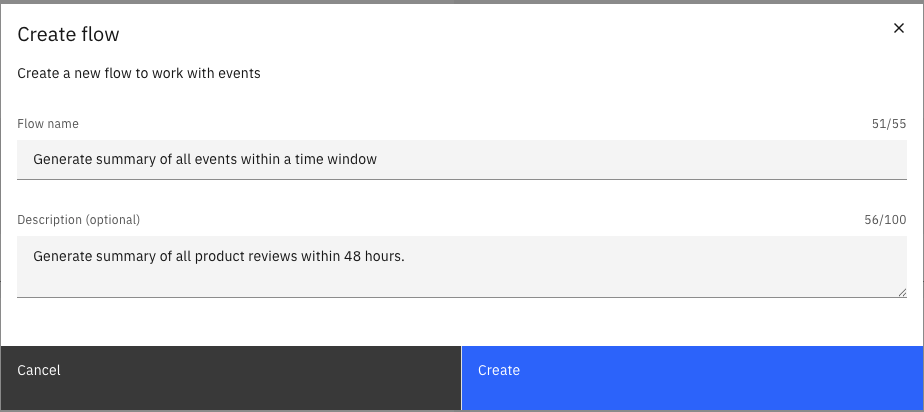 Create flow
Create a new flow to work with events
Flow name
51/55
Generate summary of all events within a time window
Description (optional)
56/100
Generate summary of all product reviews within 48 hours.
Cancel
Create